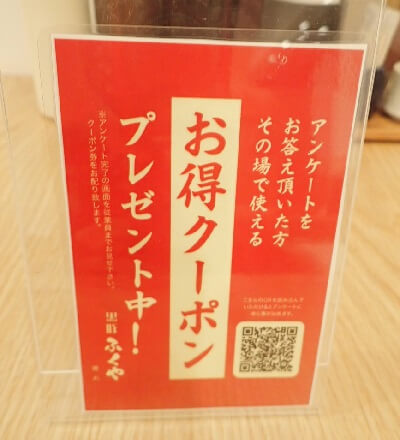 アンケートを
お答え頂いた方
その場で使える
お得クーポン
プレゼント中!
※アンケート完了の画面を従業員までお見せ下さい。
クーポン券をお配り致します。
黒酢
ふくや